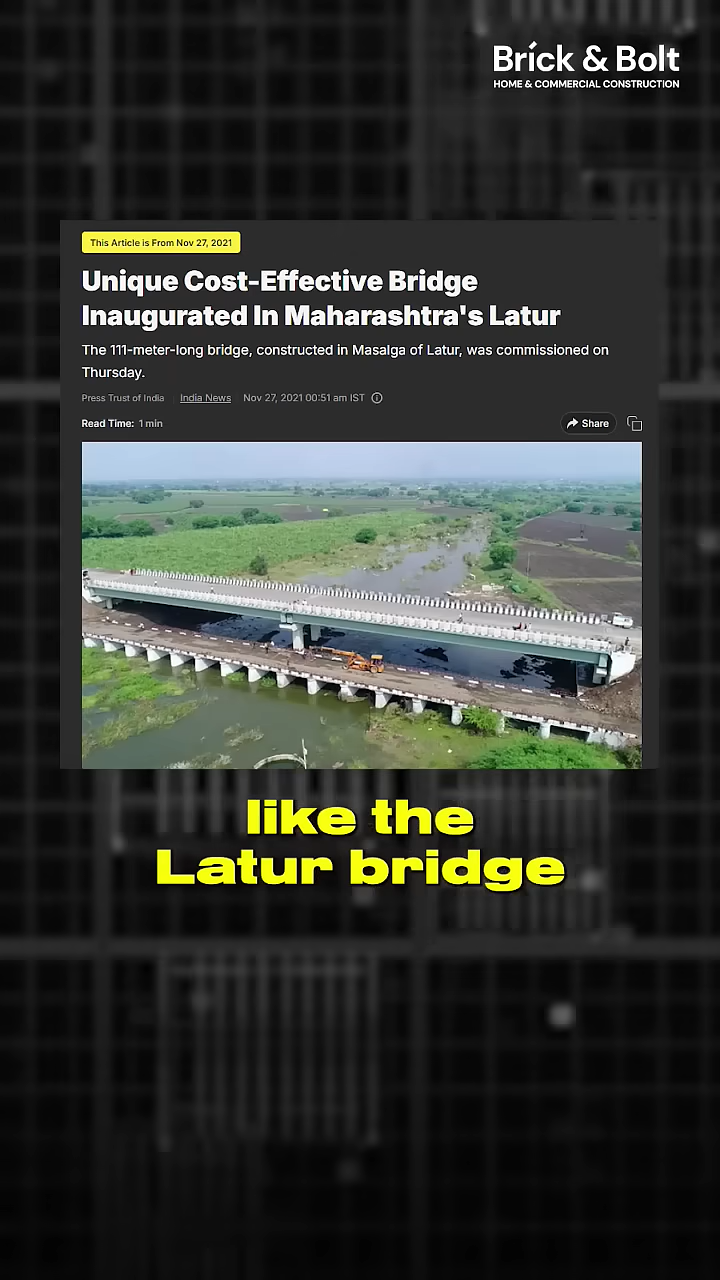 Brick & Bolt
HOME & COMMERCIAL CONSTRUCTION
This Article is From Nov 27, 2021
Unique Cost-Effective Bridge
Inaugurated In Maharashtra's Latur
The 111-meter-long bridge, constructed in Masalga of Latur, was commissioned on
Thursday.
Press Trust of India India News Nov 27, 2021 00:51 am IST
Read Time: 1 min Share
like the
Latur bridge